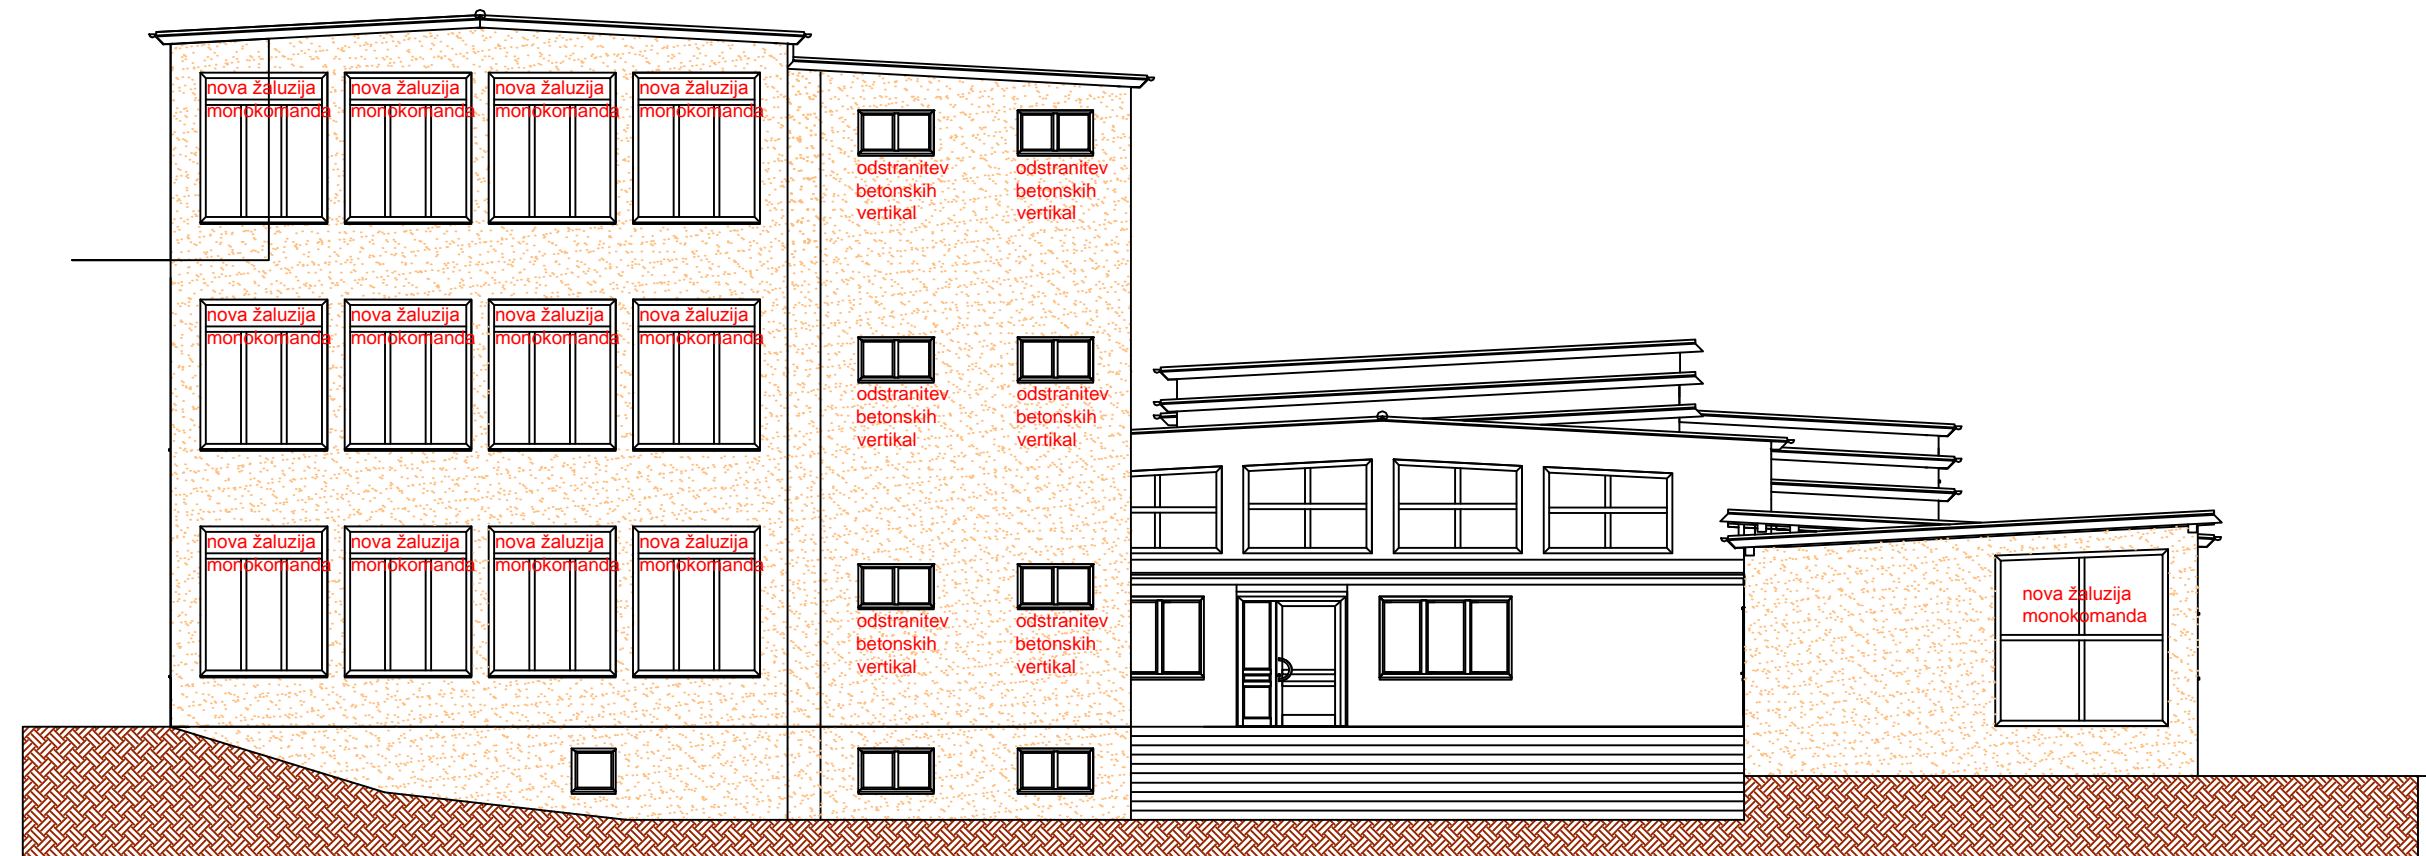 nova žaluzija
monokomanda
nova žaluzija
monokomanda
nova žaluzija
monokomanda
nova žaluzija
monokomanda
odstranitev
betonskih
vertikal
odstranitev
betonskih
vertikal
nova žaluzija
monokomanda
nova žaluzija
monokomanda
nova žaluzija
monokomanda
nova žaluzija
monokomanda
odstranitev
betonskih
vertikal
odstranitev
betonskih
vertikal
nova žaluzija
monokomanda
nova žaluzija
monokomanda
nova žaluzija
monokomanda
nova žaluzija
monokomanda
odstranitev
betonskih
vertikal
odstranitev
betonskih
vertikal
nova žaluzija
monokomanda